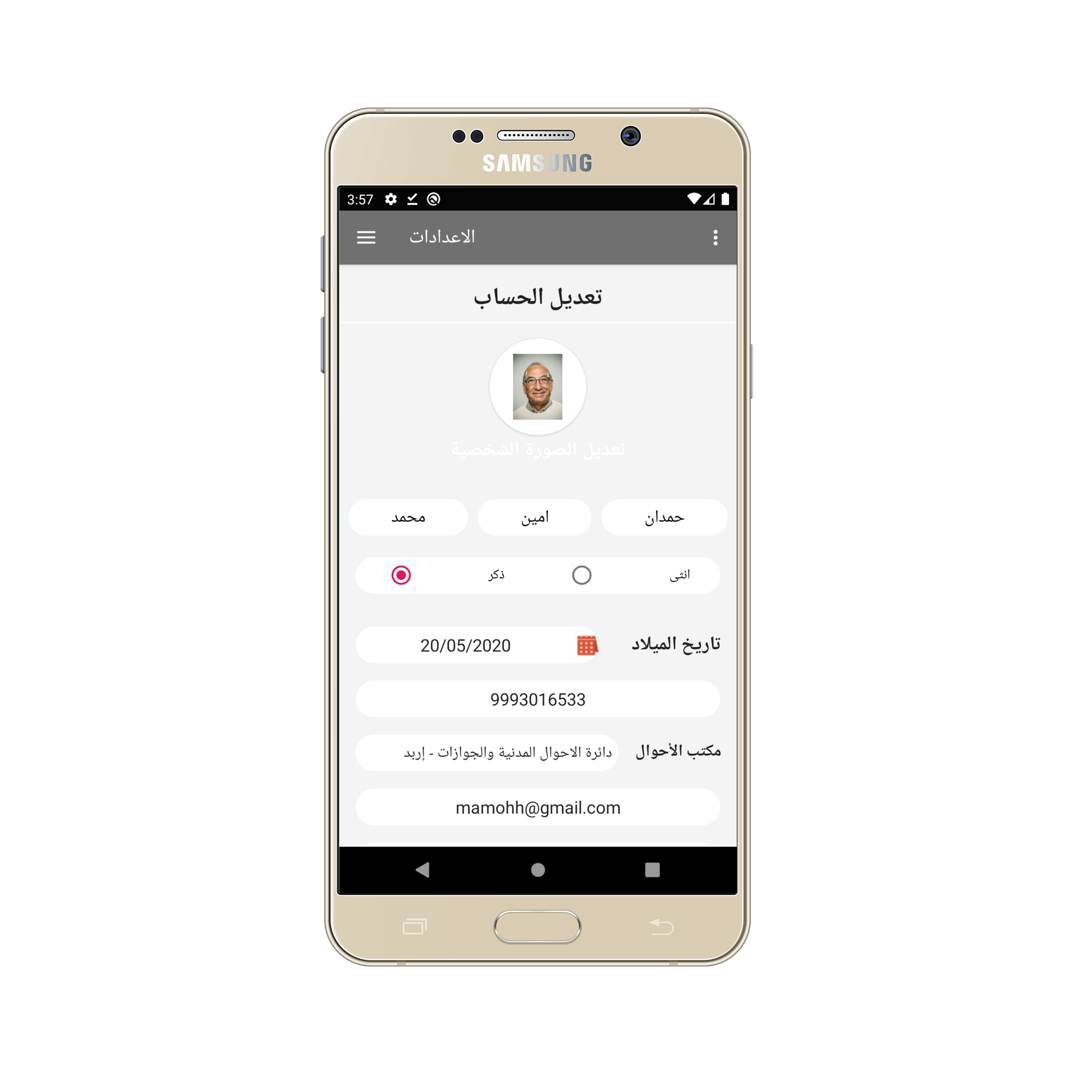 SAMSUNG
3:57
الاعدادات
تعديل الحساب
تعديل الصورة الشخصية
محمد امين حمدان
ذكر انثى
تاريخ الميلاد 20/05/2020
9993016533
مكتب الأحوال دائرة الاحوال المدنية والجوازات - إربد
mamohh@gmail.com